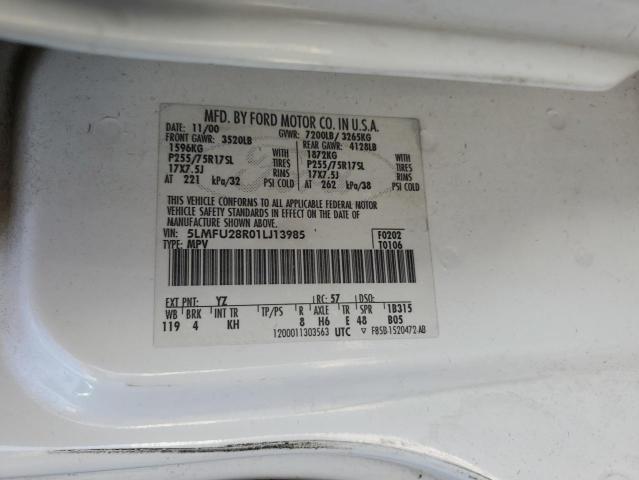 MFD. BY FORD MOTOR CO. IN U.S.A.
DATE: 11/00 GVWR: 7200LB/ 3265KG
FRONT GAWR: 3520LB REAR GAWR: 4128LB
1596KG WITH 1872KG WITH
P255/75R17SL TIRES P255/75R17SL TIRES
17X7.5J RIMS 17X7.5J RIMS
AT 221 kPa/32 PSI COLD AT 262 kPa/38 PSI COLD
THIS VEHICLE CONFORMS TO ALL APPLICABLE FEDERAL MOTOR
VEHICLE SAFETY STANDARDS IN EFFECT ON THE DATE OF
MANUFACTURE SHOWN ABOVE.
VIN: 5LMFU28R01LJ13985 F0202
TYPE: MPV T0106
EXT PNT: YZ RC: 57 DSO:
WB BRK INT TR TP/PS R AXLE TR SPR 1B315
119 4 KH 8 H6 E 48 B05
1200011303563 UTC ▽ F85B-1520472-AB